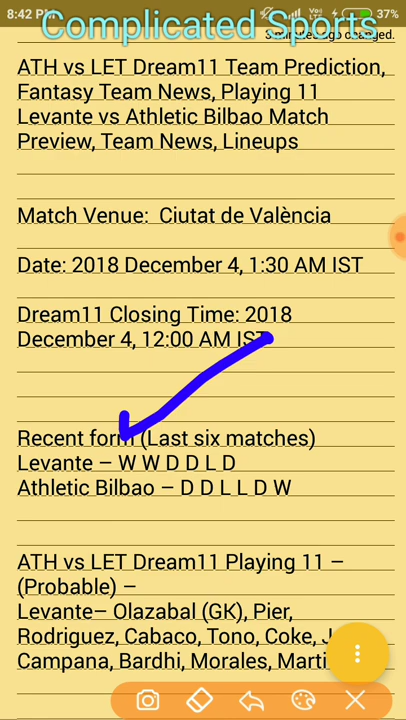 8:42 PM
37%
Complicated Sports
ago changed.
ATH vs LET Dream11 Team Prediction,
Fantasy Team News, Playing 11
Levante vs Athletic Bilbao Match
Preview, Team News, Lineups
Match Venue:  Ciutat de València
Date: 2018 December 4, 1:30 AM IST
Dream11 Closing Time: 2018
December 4, 12:00 AM IST
Recent form (Last six matches)
Levante – W W D D L D
Athletic Bilbao – D D L L D W
ATH vs LET Dream11 Playing 11 –
(Probable) –
Levante– Olazabal (GK), Pier,
Rodriguez, Cabaco, Tono, Coke,
Campana, Bardhi, Morales,